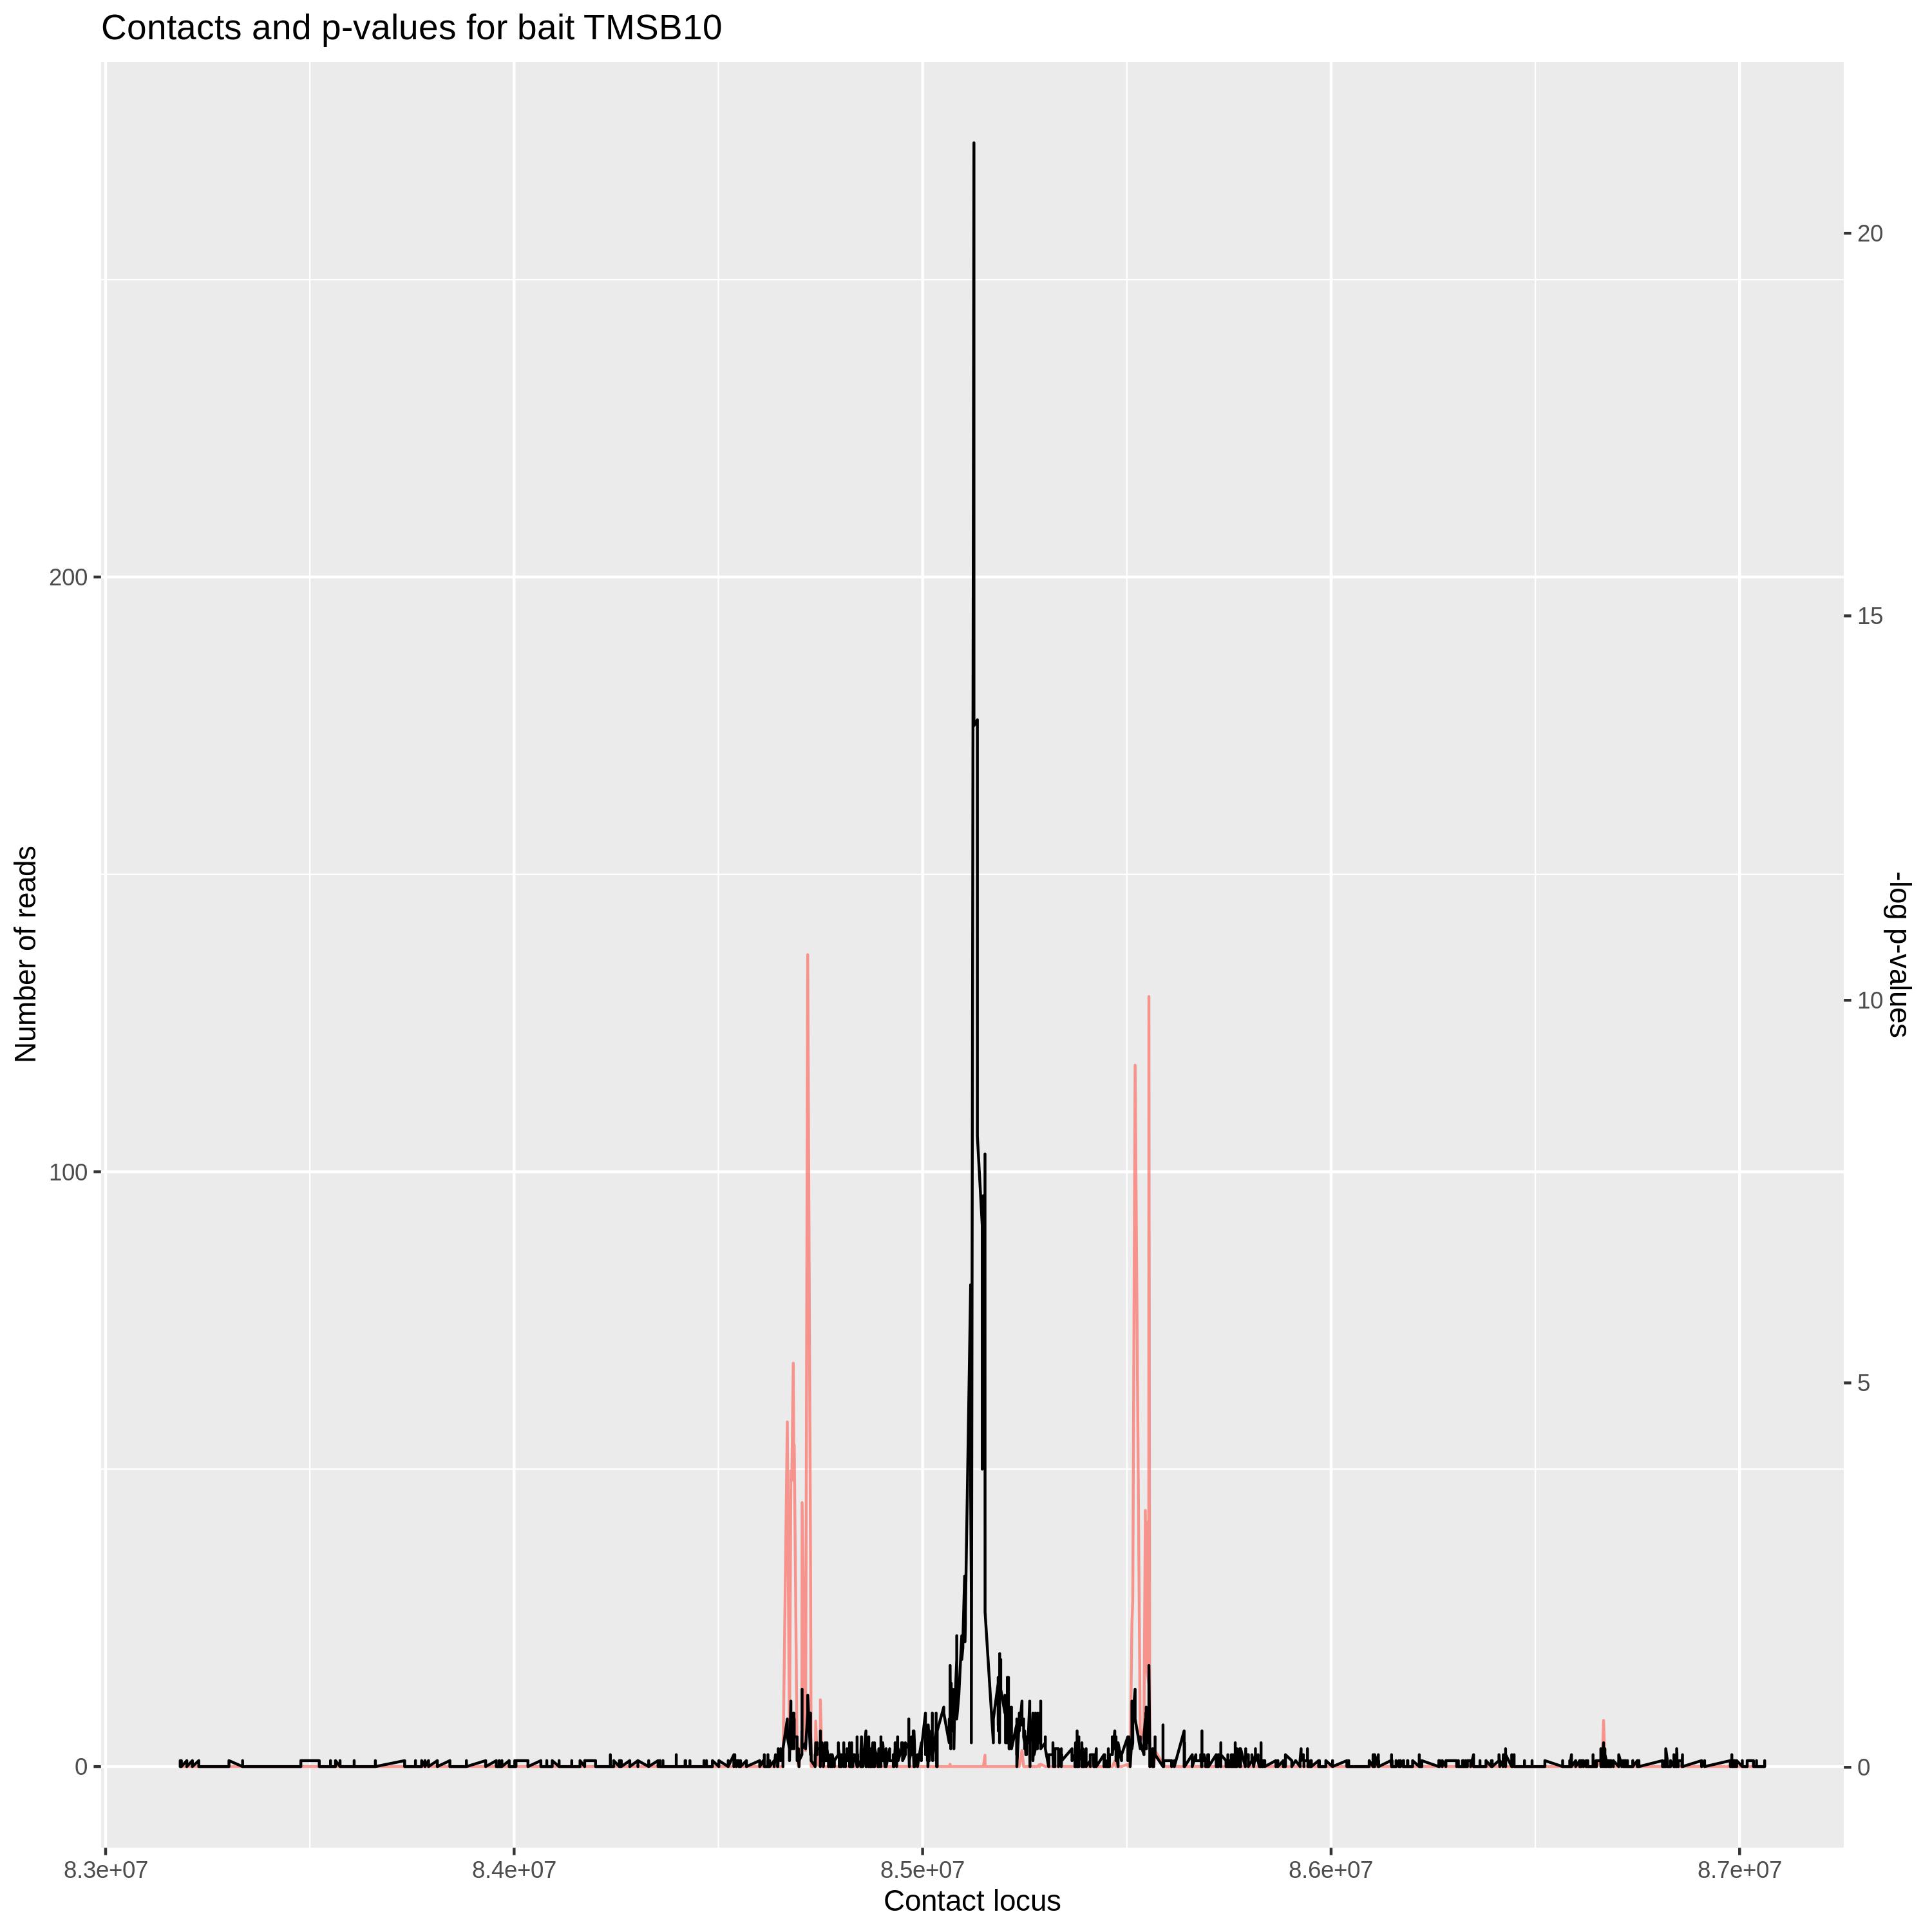 Contacts and p-values for bait TMSB10
Number of reads
200
100
0
20
15
10
5
0
-log p-values
8.3e+07
8.4e+07
8.5e+07
8.6e+07
8.7e+07
Contact locus